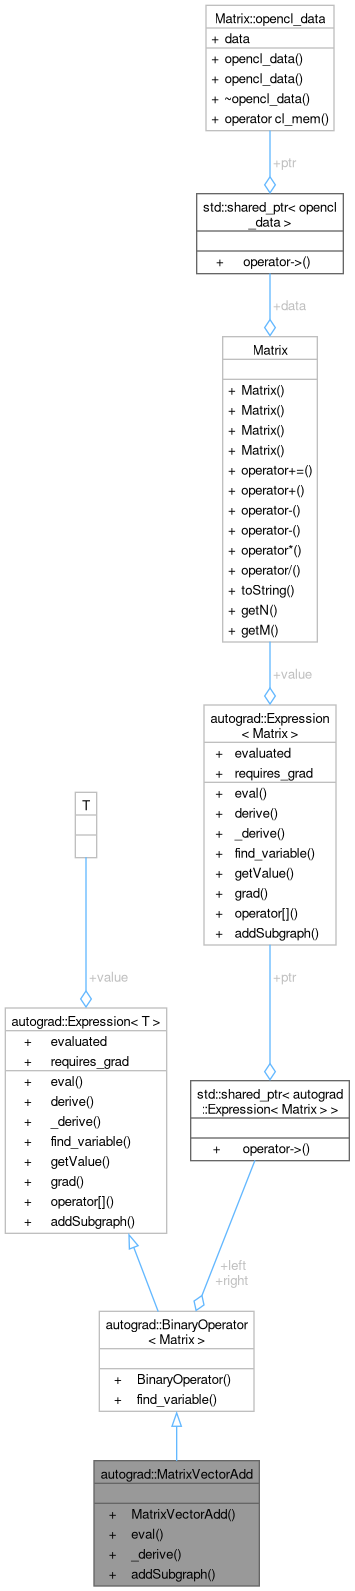 Matrix::opencl_data
+ data
+ opencl_data()
+ opencl_data()
+ ~opencl_data()
+ operator cl_mem()
+ptr
std::shared_ptr< opencl
_data >
+ operator->()
+data
Matrix
+ Matrix()
+ Matrix()
+ Matrix()
+ Matrix()
+ operator+=()
+ operator+()
+ operator-()
+ operator-()
+ operator*()
+ operator/()
+ toString()
+ getN()
+ getM()
+value
autograd::Expression
< Matrix >
+ evaluated
+ requires_grad
+ eval()
+ derive()
+ _derive()
+ find_variable()
+ getValue()
+ grad()
+ operator[]()
+ addSubgraph()
T
+value
+ptr
autograd::Expression< T >
+ evaluated
+ requires_grad
+ eval()
+ derive()
+ _derive()
+ find_variable()
+ getValue()
+ grad()
+ operator[]()
+ addSubgraph()
std::shared_ptr< autograd
::Expression< Matrix > >
+ operator->()
+left
+right
autograd::BinaryOperator
< Matrix >
+ BinaryOperator()
+ find_variable()
autograd::MatrixVectorAdd
+ MatrixVectorAdd()
+ eval()
+ _derive()
+ addSubgraph()